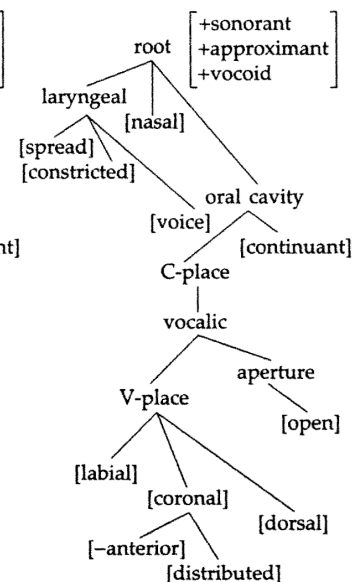 +sonorant
root +approximant
+vocoid
laryngeal
[nasal]
[spread]
[constricted]
oral cavity
[voice]
nt] [continuant]
C-place
vocalic
aperture
V-place
[open]
[labial]
[coronal]
[dorsal]
[−anterior]
[distributed]